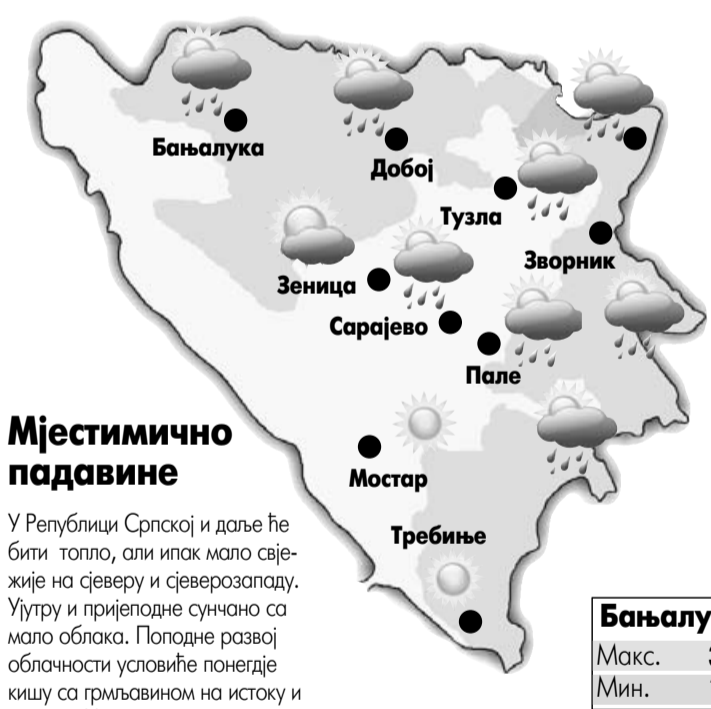 Бањалука
Добој
Тузла
Зворник
Зеница
Сарајево
Пале
Мостар
Требиње
Мјестимично
падавине
У Републици Српској и даље ће
бити топло, али ипак мало свје-
жије на сјеверу и сјеверозападу.
Ујутру и пријеподне сунчано са
мало облака. Поподне развој
облачности условиће понегдје
кишу са грмљавином на истоку и
Макс.
Мин.